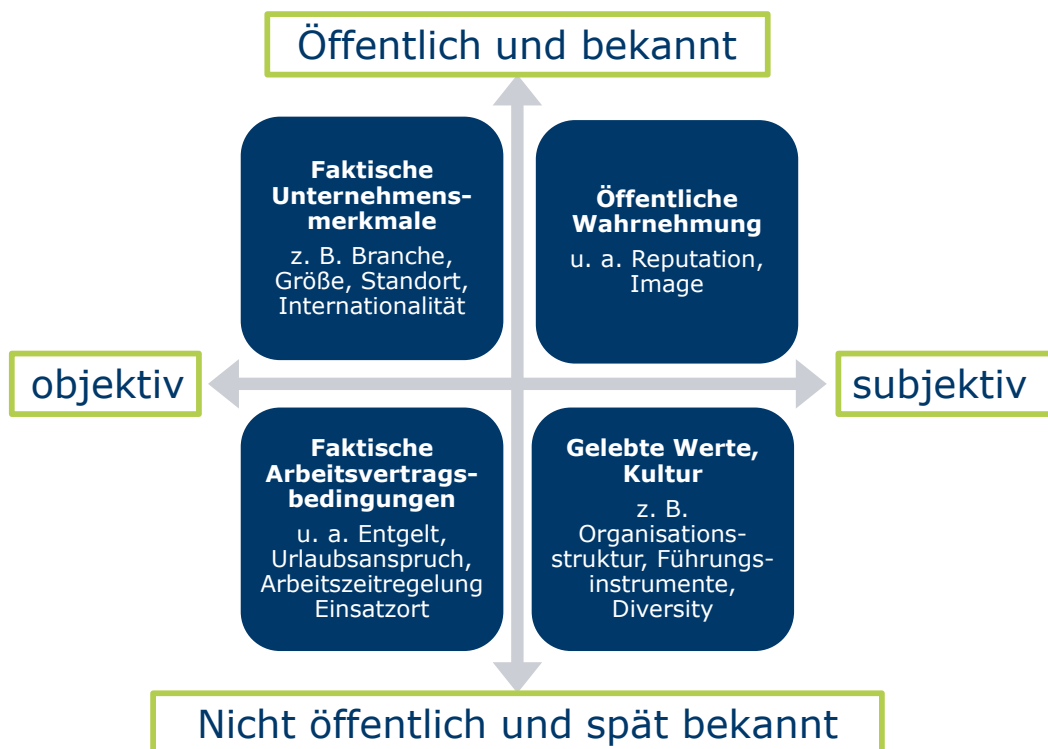 Öffentlich und bekannt
Faktische
Unternehmens-
merkmale
z. B. Branche,
Größe, Standort,
Internationalität
Öffentliche
Wahrnehmung
u. a. Reputation,
Image
objektiv
subjektiv
Faktische
Arbeitsvertrags-
bedingungen
u. a. Entgelt,
Urlaubsanspruch,
Arbeitszeitregelung
Einsatzort
Gelebte Werte,
Kultur
z. B.
Organisations-
struktur, Führungs-
instrumente,
Diversity
Nicht öffentlich und spät bekannt